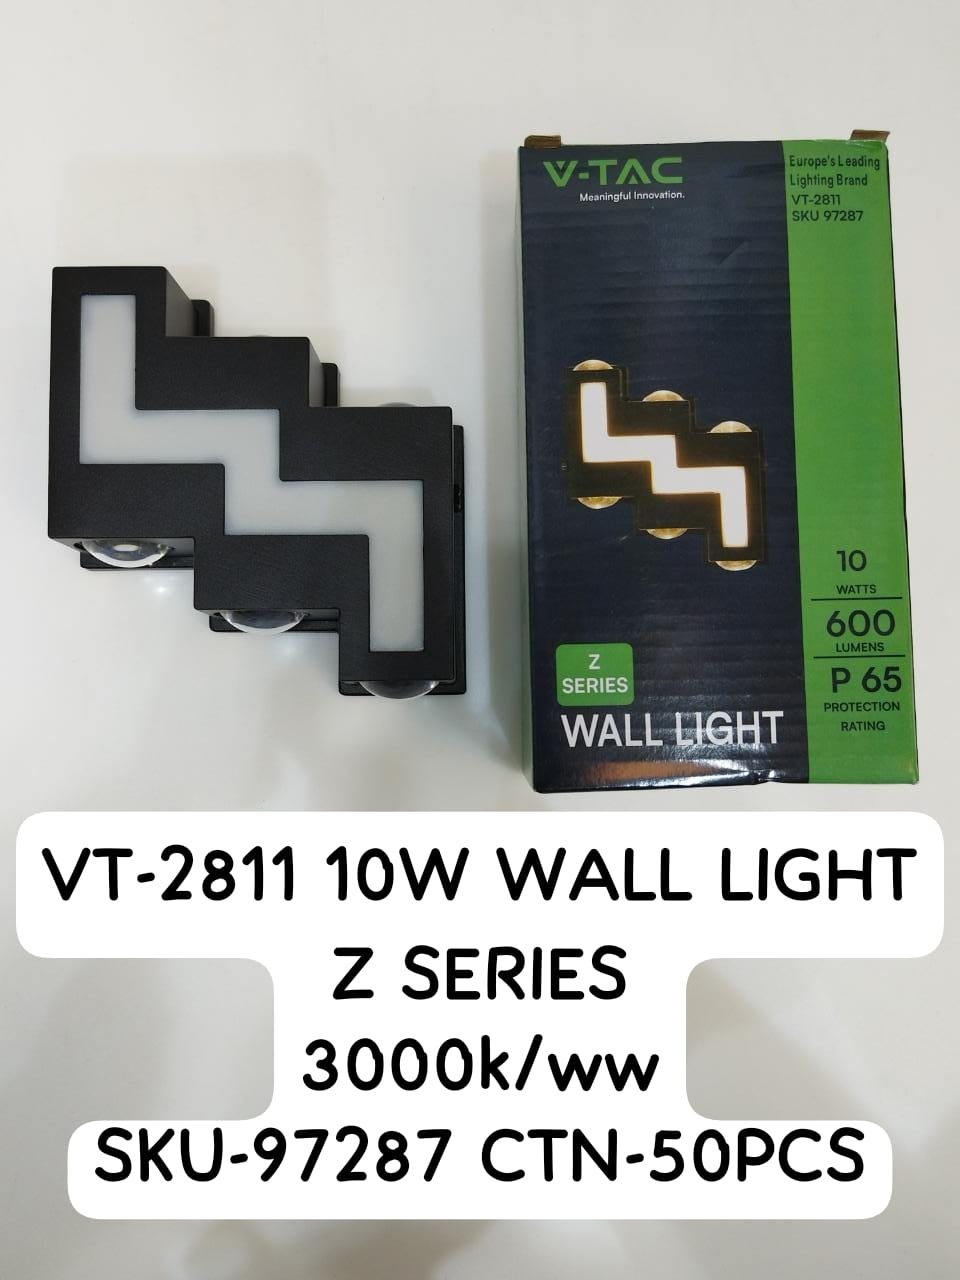 V-TAC
Meaningful Innovation.
Europe's Leading
Lighting Brand
VT-2811
SKU 97287
10
WATTS
600
LUMENS
P 65
PROTECTION
RATING
Z
SERIES
WALL LIGHT
VT-2811 10W WALL LIGHT
Z SERIES
3000k/ww
SKU-97287 CTN-50PCS